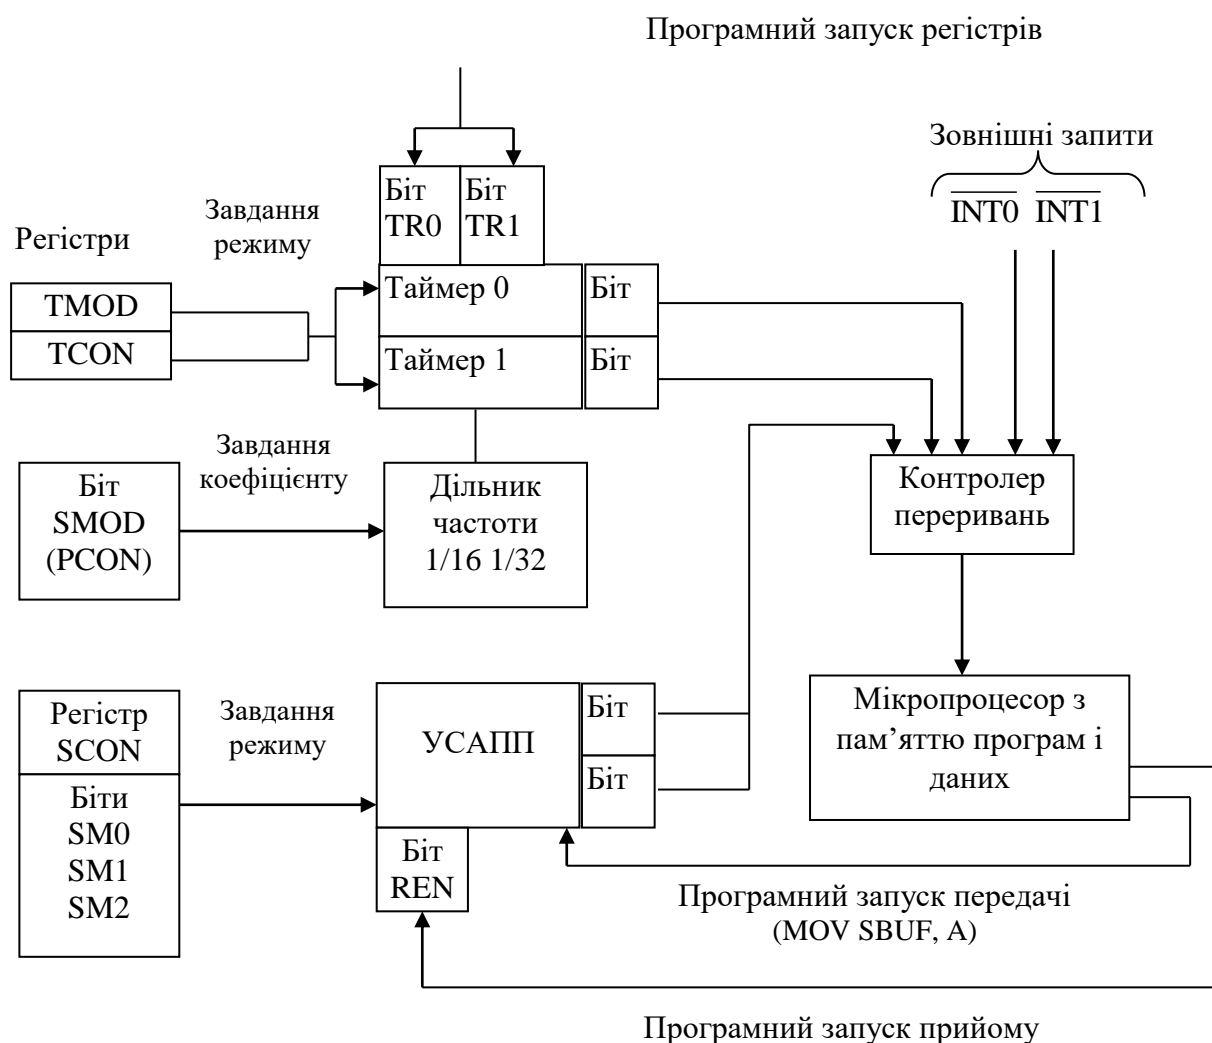 Програмний запуск регістрів
Зовнішні запити
INT0 INT1
Біт
TR0
Біт
TR1
Завдання
режиму
Регістри
TMOD
TCON
Таймер 0
Біт
Таймер 1
Біт
Завдання
коефіцієнту
Біт
SMOD
(PCON)
Дільник
частоти
1/16 1/32
Контролер
переривань
Регістр
SCON
Біти
SM0
SM1
SM2
Завдання
режиму
УСАПП
Біт
Біт
Біт
REN
Мікропроцесор з
пам’яттю програм і
даних
Програмний запуск передачі
(MOV SBUF, A)
Програмний запуск прийому